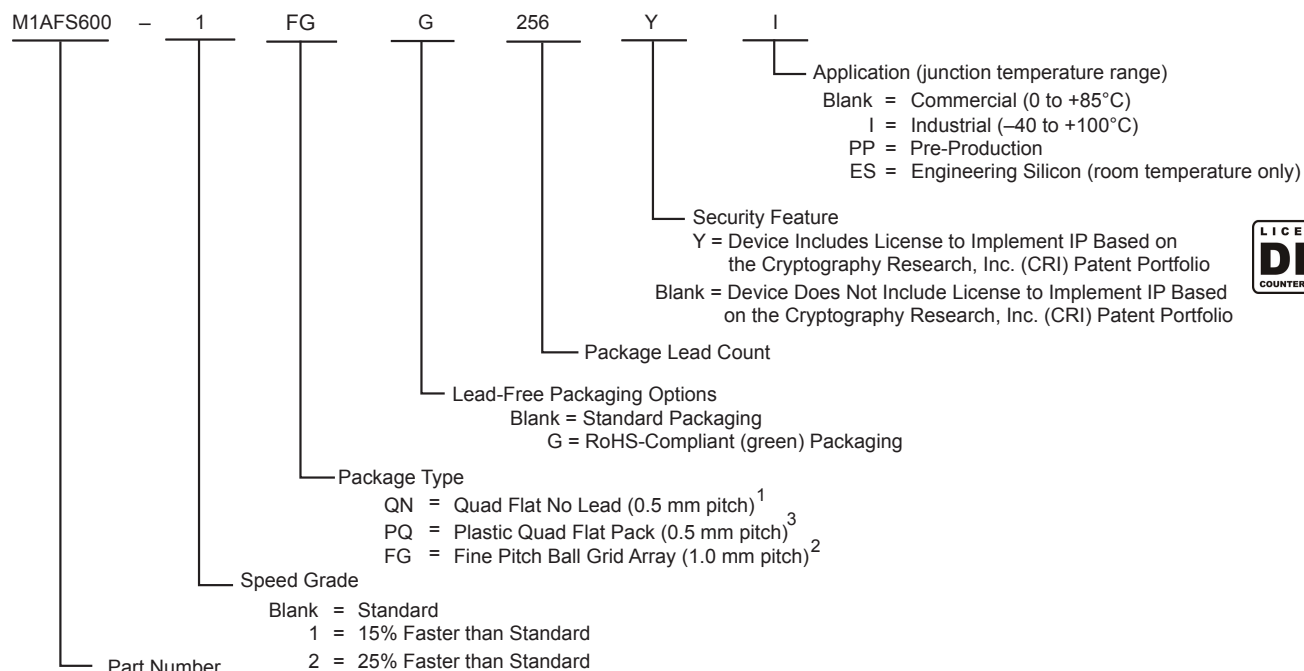 M1AFS600 – 1 FG G 256 Y I
Application (junction temperature range)
Blank = Commercial (0 to +85°C)
I = Industrial (–40 to +100°C)
PP = Pre-Production
ES = Engineering Silicon (room temperature only)
Security Feature
Y = Device Includes License to Implement IP Based on
the Cryptography Research, Inc. (CRI) Patent Portfolio
Blank = Device Does Not Include License to Implement IP Based
on the Cryptography Research, Inc. (CRI) Patent Portfolio
Package Lead Count
Lead-Free Packaging Options
Blank = Standard Packaging
G = RoHS-Compliant (green) Packaging
Package Type
QN = Quad Flat No Lead (0.5 mm pitch)1
PQ = Plastic Quad Flat Pack (0.5 mm pitch)3
FG = Fine Pitch Ball Grid Array (1.0 mm pitch)2
Speed Grade
Blank = Standard
1 = 15% Faster than Standard
2 = 25% Faster than Standard
Part Number